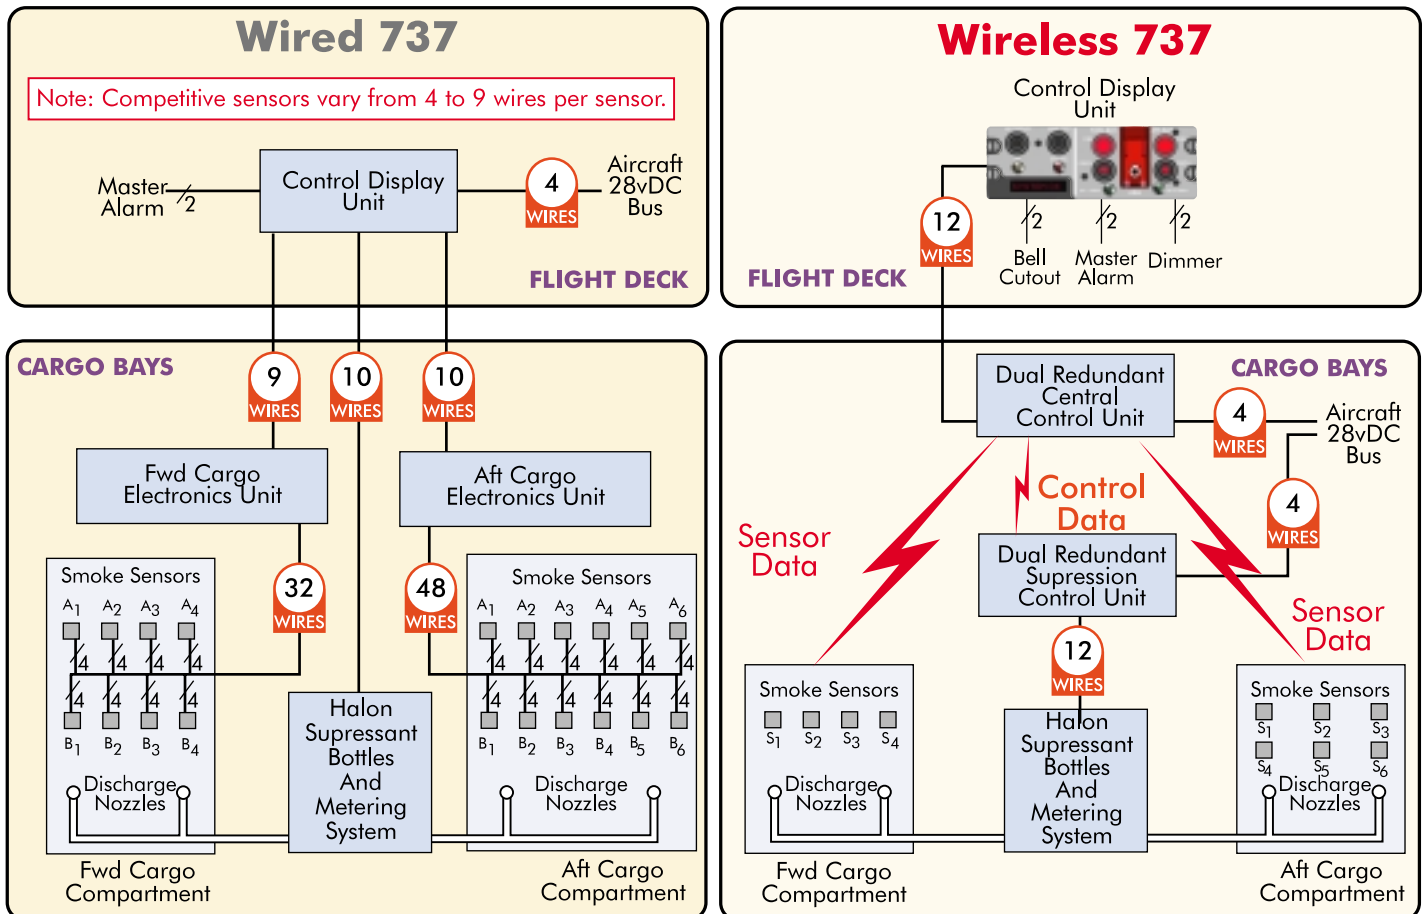 Wired 737
Note: Competitive sensors vary from 4 to 9 wires per sensor.
Master
Alarm
2
Control Display
Unit
4
WIRES
Aircraft
28vDC
Bus
FLIGHT DECK
CARGO BAYS
9
WIRES
10
WIRES
10
WIRES
Fwd Cargo
Electronics Unit
Aft Cargo
Electronics Unit
32
WIRES
48
WIRES
Smoke Sensors
A1 A2 A3 A4
4 4 4 4
4 4 4 4
B1 B2 B3 B4
Discharge
Nozzles
Fwd Cargo
Compartment
Halon
Supressant
Bottles
And
Metering
System
Smoke Sensors
A1 A2 A3 A4 A5 A6
4 4 4 4 4 4
4 4 4 4 4 4
B1 B2 B3 B4 B5 B6
Discharge
Nozzles
Aft Cargo
Compartment
Wireless 737
Control Display
Unit
12
WIRES
2 2 2
Bell
Cutout
Master
Alarm
Dimmer
FLIGHT DECK
CARGO BAYS
Dual Redundant
Central
Control Unit
4
WIRES
Aircraft
28vDC
Bus
4
WIRES
Control
Data
Sensor
Data
Dual Redundant
Supression
Control Unit
Sensor
Data
12
WIRES
Smoke Sensors
S1 S2 S3 S4
Discharge
Nozzles
Fwd Cargo
Compartment
Halon
Supressant
Bottles
And
Metering
System
Smoke Sensors
S1 S2 S3
S4 S5 S6
Discharge
Nozzles
Aft Cargo
Compartment